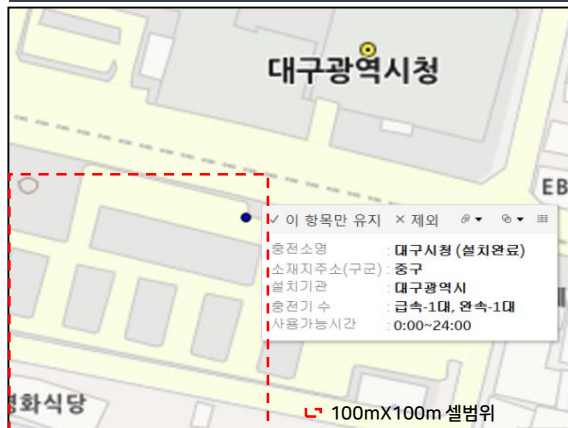 대구광역시청
EB
이 항목만 유지 × 제외
충전소명 : 대구시청 (설치완료)
소재지주소(구군) : 중구
설치기관 : 대구광역시
충전기 수 : 급속-1대, 완속-1대
사용가능시간 : 0:00~24:00
화식당
100mX100m 셀범위